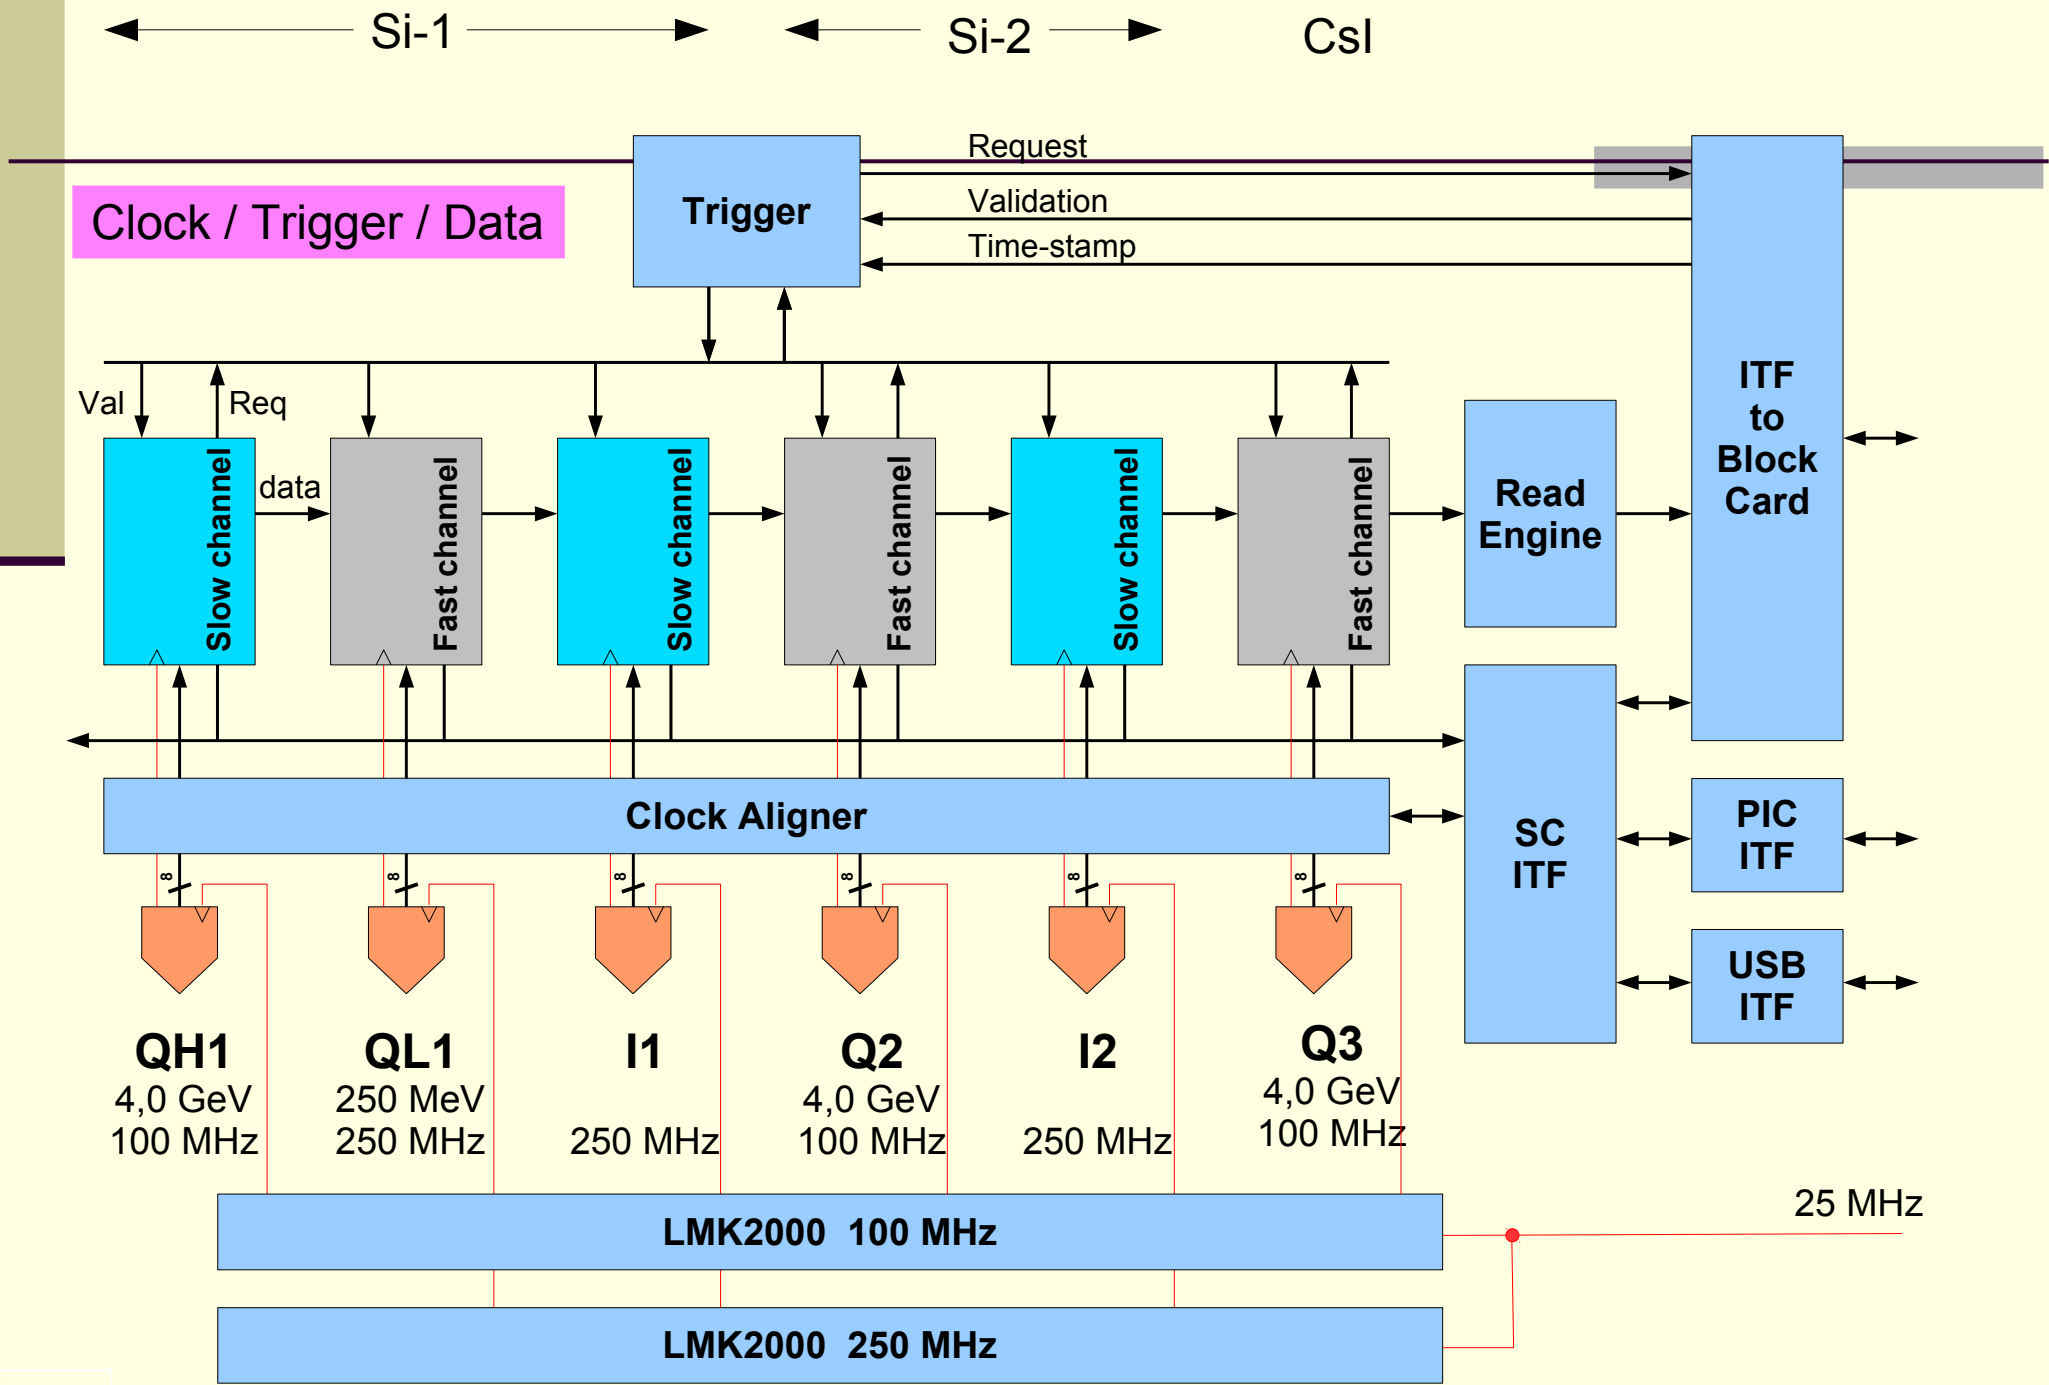 Si-1
Si-2
CsI
Request
Validation
Time-stamp
Trigger
Clock / Trigger / Data
ITF
to
Block
Card
Val
Req
data
Slow channel
Fast channel
Slow channel
Fast channel
Slow channel
Fast channel
Read
Engine
Clock Aligner
SC
ITF
PIC
ITF
USB
ITF
8
8
8
8
8
8
QH1
4,0 GeV
100 MHz
QL1
250 MeV
250 MHz
I1
250 MHz
Q2
4,0 GeV
100 MHz
I2
250 MHz
Q3
4,0 GeV
100 MHz
25 MHz
LMK2000 100 MHz
LMK2000 250 MHz